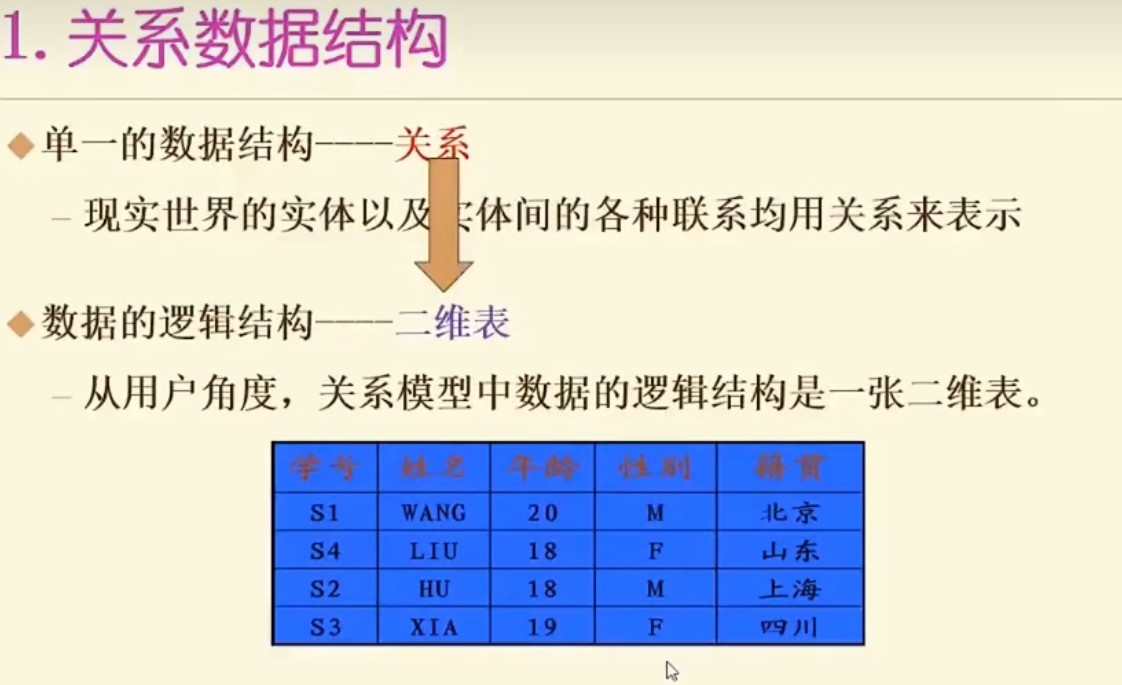 1. 关系数据结构
单一的数据结构----关系
– 现实世界的实体以及实体间的各种联系均用关系来表示
数据的逻辑结构----二维表
– 从用户角度，关系模型中数据的逻辑结构是一张二维表。
学号 姓名 年龄 性别 籍贯
S1 WANG 20 M 北京
S4 LIU 18 F 山东
S2 HU 18 M 上海
S3 XIA 19 F 四川